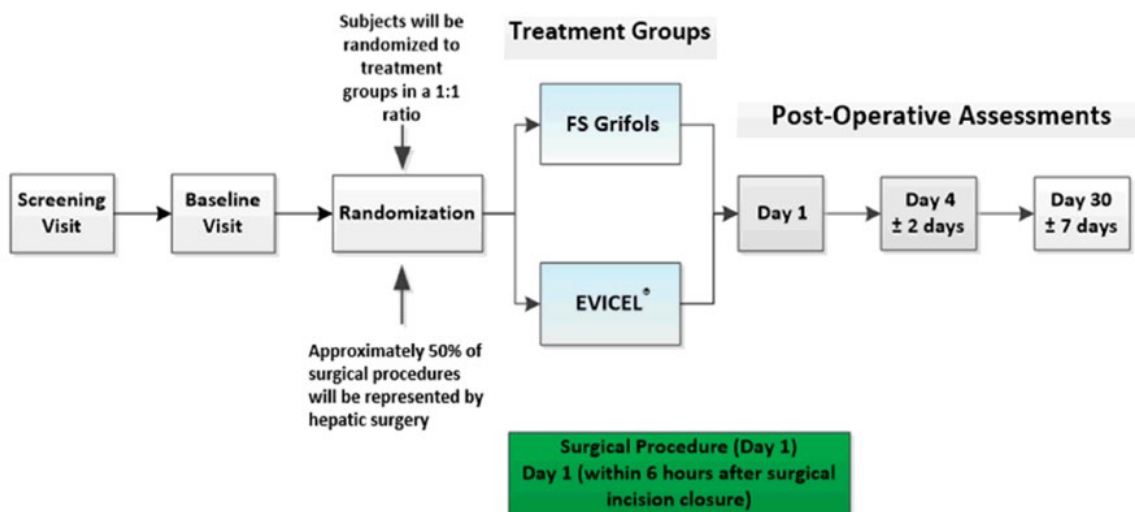 Subjects will be
randomized to
treatment
groups in a 1:1
ratio
Treatment Groups
FS Grifols
Post-Operative Assessments
Screening
Visit
Baseline
Visit
Randomization
Day 1
Day 4
± 2 days
Day 30
± 7 days
EVICEL®
Approximately 50% of
surgical procedures
will be represented by
hepatic surgery
Surgical Procedure (Day 1)
Day 1 (within 6 hours after surgical
incision closure)